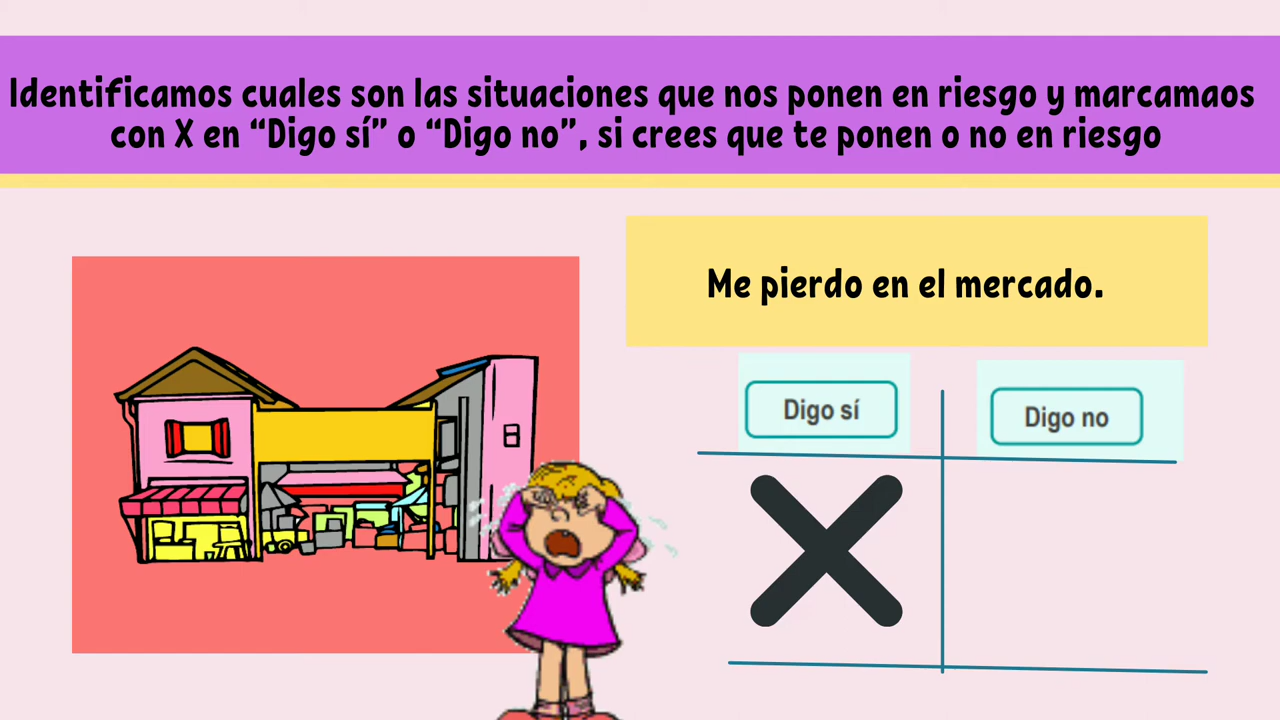 Identificamos cuales son las situaciones que nos ponen en riesgo y marcamaos
con X en “Digo sí” o “Digo no”, si crees que te ponen o no en riesgo
Me pierdo en el mercado.
Digo sí
Digo no